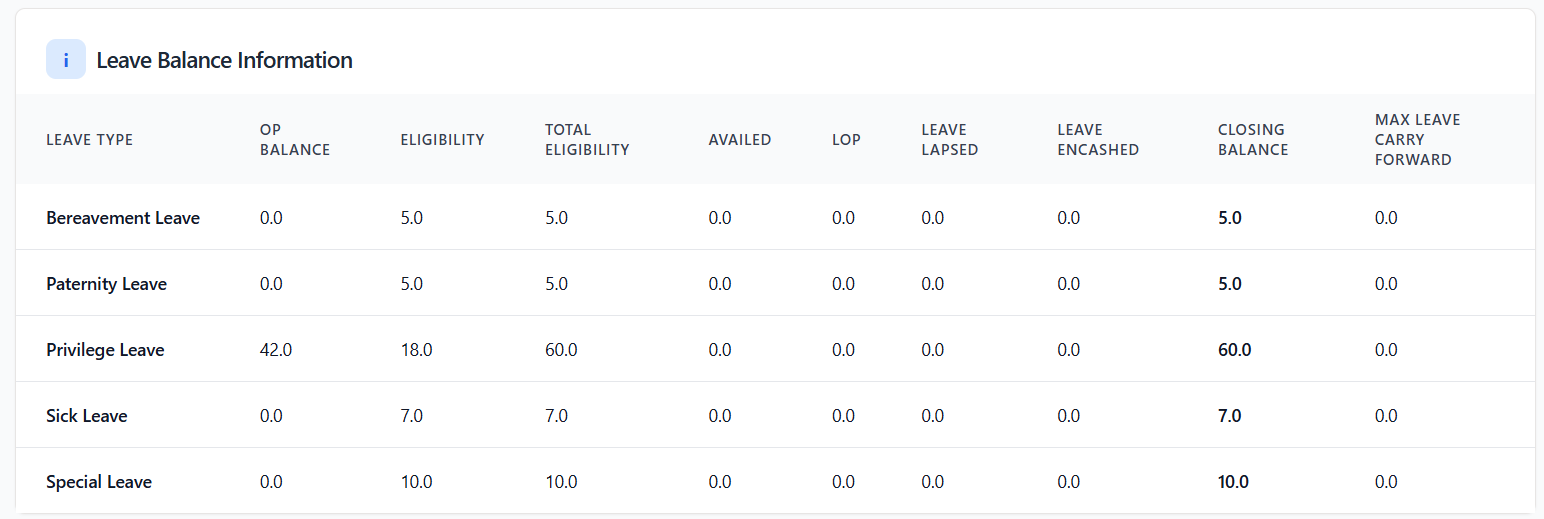 i Leave Balance Information
LEAVE TYPE OP BALANCE ELIGIBILITY TOTAL ELIGIBILITY AVAILED LOP LEAVE LAPSED LEAVE ENCASHED CLOSING BALANCE MAX LEAVE CARRY FORWARD
Bereavement Leave 0.0 5.0 5.0 0.0 0.0 0.0 0.0 5.0 0.0
Paternity Leave 0.0 5.0 5.0 0.0 0.0 0.0 0.0 5.0 0.0
Privilege Leave 42.0 18.0 60.0 0.0 0.0 0.0 0.0 60.0 0.0
Sick Leave 0.0 7.0 7.0 0.0 0.0 0.0 0.0 7.0 0.0
Special Leave 0.0 10.0 10.0 0.0 0.0 0.0 0.0 10.0 0.0